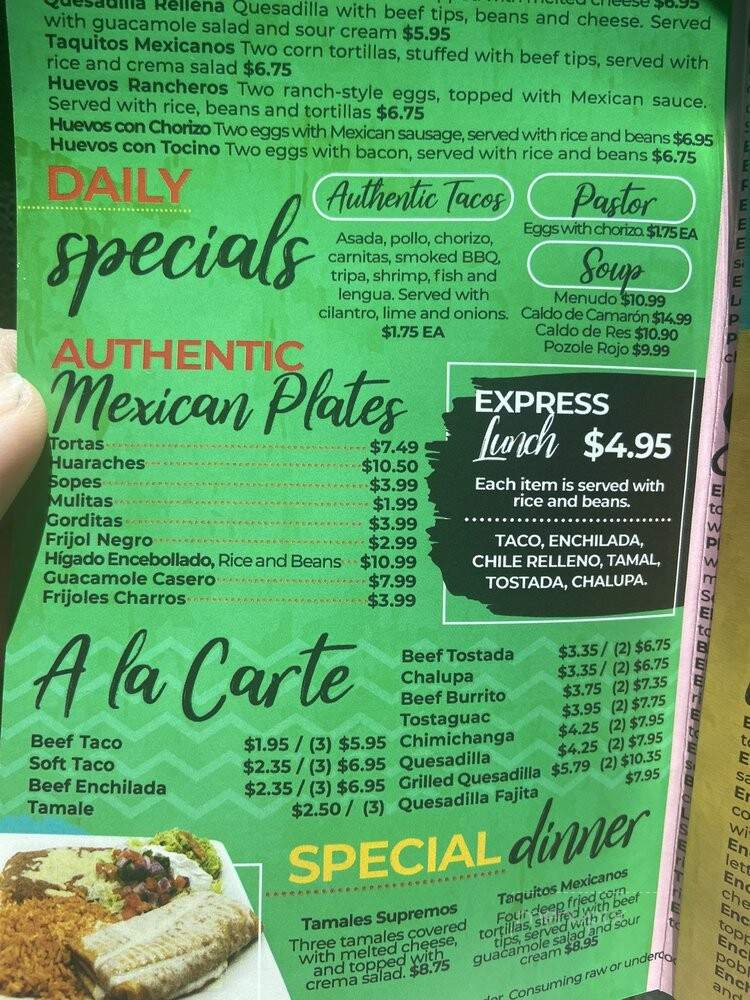 Quesadilla Rellena Quesadilla with beef tips, beans and cheese. Served
with guacamole salad and sour cream $5.95
Taquitos Mexicanos Two corn tortillas, stuffed with beef tips, served with
rice and crema salad $6.75
Huevos Rancheros Two ranch-style eggs, topped with Mexican sauce.
Served with rice, beans and tortillas $6.75
Huevos con Chorizo Two eggs with Mexican sausage, served with rice and beans $6.95
Huevos con Tocino Two eggs with bacon, served with rice and beans $6.75
DAILY
specials
Authentic Tacos
Asada, pollo, chorizo,
carnitas, smoked BBQ,
tripa, shrimp, fish and
lengua. Served with
cilantro, lime and onions.
$1.75 EA
Pastor
Eggs with chorizo. $1.75 EA
Soup
Menudo $10.99
Caldo de Camarón $14.99
Caldo de Res $10.90
Pozole Rojo $9.99
AUTHENTIC
Mexican Plates
Tortas $7.49
Huaraches $10.50
Sopes $3.99
Mulitas $1.99
Gorditas $3.99
Frijol Negro $2.99
Hígado Encebollado, Rice and Beans $10.99
Guacamole Casero $7.99
Frijoles Charros $3.99
EXPRESS
Lunch $4.95
Each item is served with
rice and beans.
TACO, ENCHILADA,
CHILE RELLENO, TAMAL,
TOSTADA, CHALUPA.
A la Carte
Beef Taco $1.95 / (3) $5.95
Soft Taco $2.35 / (3) $6.95
Beef Enchilada $2.35 / (3) $6.95
Tamale $2.50 / (3)
Beef Tostada $3.35 / (2) $6.75
Chalupa $3.35 / (2) $6.75
Beef Burrito $3.75 (2) $7.35
Tostaguac $3.95 (2) $7.75
Chimichanga $4.25 (2) $7.95
Quesadilla $4.25 (2) $7.95
Grilled Quesadilla $5.79 (2) $10.35
Quesadilla Fajita $7.95
SPECIAL dinner
Tamales Supremos
Three tamales covered
with melted cheese,
and topped with
crema salad. $8.75
Taquitos Mexicanos
Four deep fried corn
tortillas, stuffed with beef
tips, served with rice,
guacamole salad and sour
cream $8.95
Consuming raw or